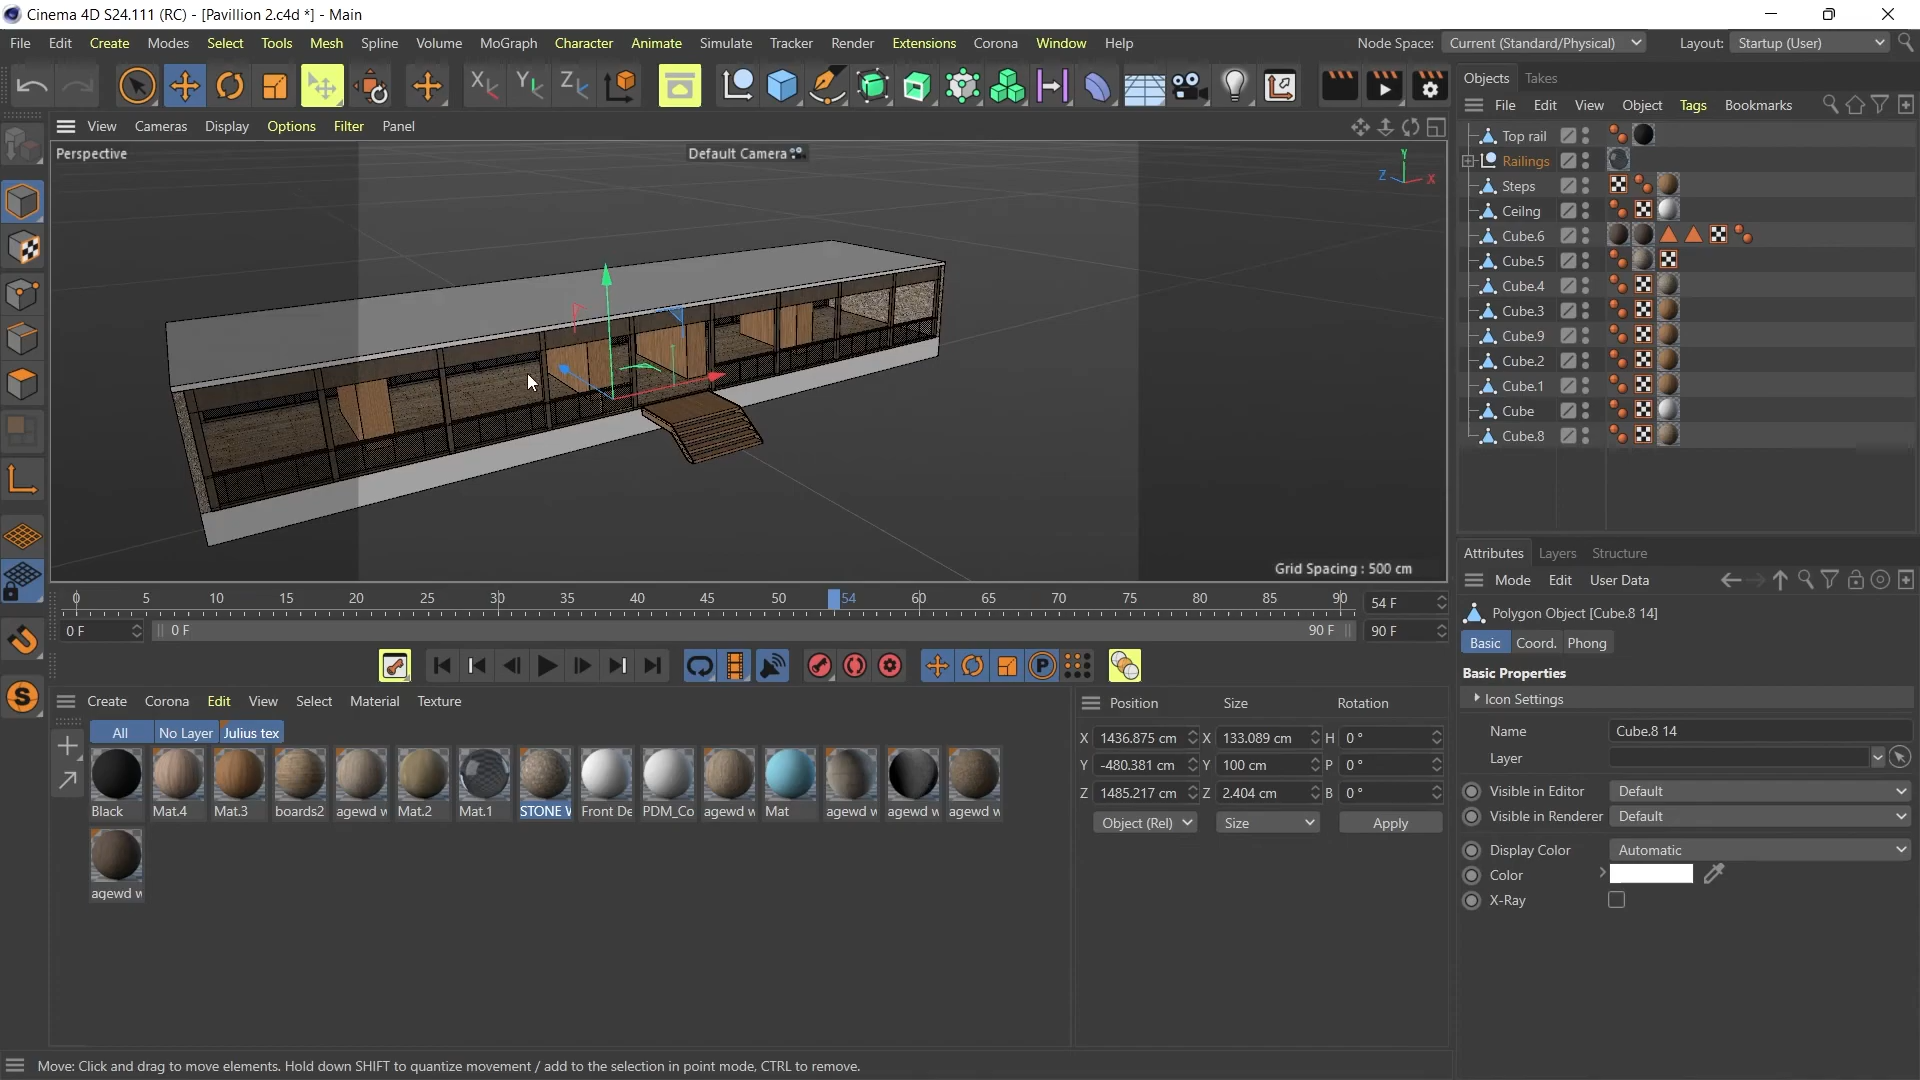 Cinema 4D S24.111 (RC) - [Pavillion 2.c4d *] - Main
File Edit Create Modes Select Tools Mesh Spline Volume MoGraph Character Animate Simulate Tracker Render Extensions Corona Window Help Node Space: Current (Standard/Physical) Layout: Startup (User)
X Y Z
Objects Takes
File Edit View Object Tags Bookmarks
View Cameras Display Options Filter Panel
Perspective Default Camera
Y Z X
Top rail
Railings
Steps
Ceilng
Cube.6
Cube.5
Cube.4
Cube.3
Cube.9
Cube.2
Cube.1
Cube
Cube.8
Grid Spacing : 500 cm
0 5 10 15 20 25 30 35 40 45 50 54 60 65 70 75 80 85 90 54 F
0 F 0 F 90 F 90 F
P
S
Attributes Layers Structure
Mode Edit User Data
Polygon Object [Cube.8 14]
Basic Coord. Phong
Basic Properties
Icon Settings
Name Cube.8 14
Layer
Visible in Editor Default
Visible in Renderer Default
Display Color Automatic
Color
X-Ray
Create Corona Edit View Select Material Texture
All No Layer Julius tex
Black Mat.4 Mat.3 boards2 agewd w Mat.2 Mat.1 STONE V Front De PDM_Co agewd w Mat agewd w agewd w agewd w
agewd w
Position Size Rotation
X 1436.875 cm X 133.089 cm H 0 °
Y -480.381 cm Y 100 cm P 0 °
Z 1485.217 cm Z 2.404 cm B 0 °
Object (Rel) Size Apply
Move: Click and drag to move elements. Hold down SHIFT to quantize movement / add to the selection in point mode, CTRL to remove.